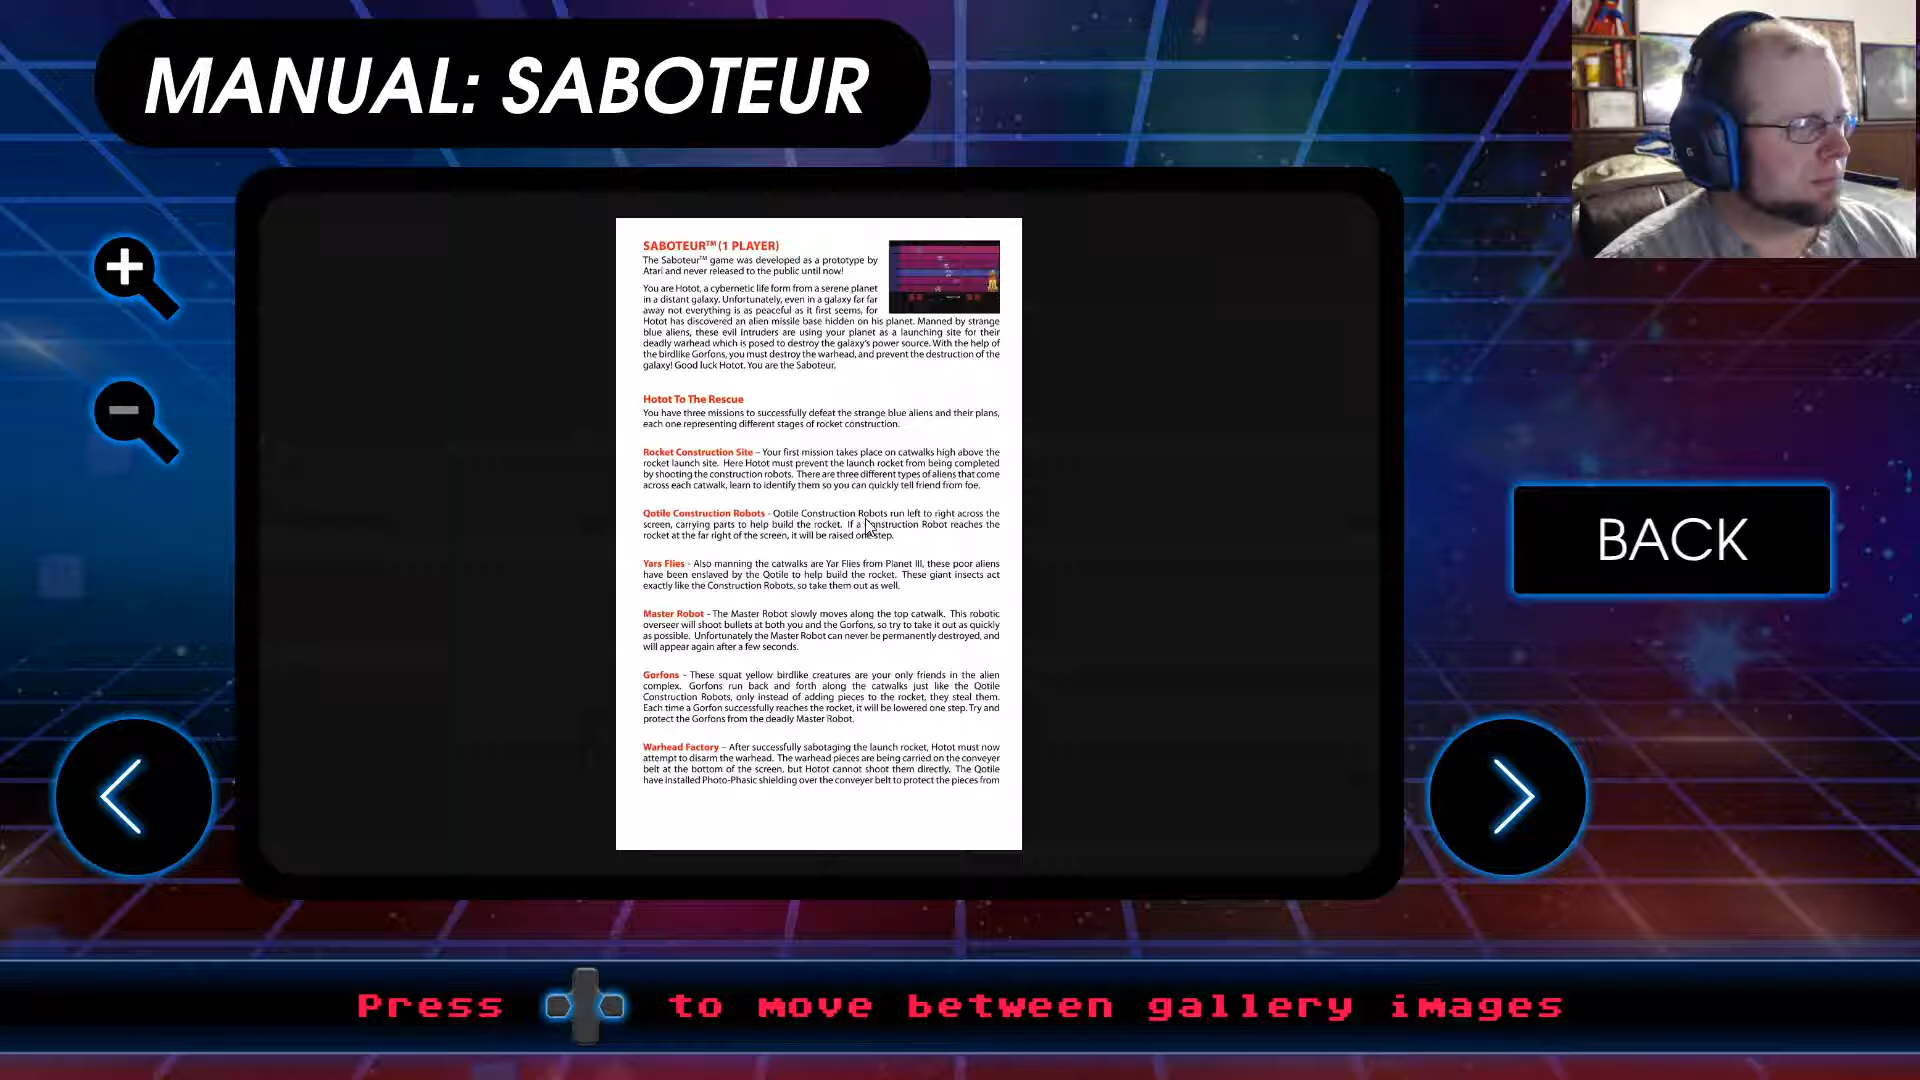 MANUAL: SABOTEUR
SABOTEUR™ (1 PLAYER)
The Saboteur™ game was developed as a prototype by
Atari and never released to the public until now!
You are Hotot, a cybernetic life form from a serene planet
in a distant galaxy. Unfortunately, even in a galaxy far far
away not everything is as peaceful as it first seems, for
Hotot has discovered an alien missile base hidden on his planet. Manned by strange
blue aliens, these evil intruders are using your planet as a launching site for their
deadly warhead which is posed to destroy the galaxy's power source. With the help of
the birdlike Gorfons, you must destroy the warhead, and prevent the destruction of the
galaxy! Good luck Hotot. You are the Saboteur.
Hotot To The Rescue
You have three missions to successfully defeat the strange blue aliens and their plans,
each one representing different stages of rocket construction.
Rocket Construction Site – Your first mission takes place on catwalks high above the
rocket launch site. Here Hotot must prevent the launch rocket from being completed
by shooting the construction robots. There are three different types of aliens that come
across each catwalk, learn to identify them so you can quickly tell friend from foe.
Qotile Construction Robots - Qotile Construction Robots run left to right across the
screen, carrying parts to help build the rocket. If a Construction Robot reaches the
rocket at the far right of the screen, it will be raised one step.
Yars Flies - Also manning the catwalks are Yar Flies from Planet III, these poor aliens
have been enslaved by the Qotile to help build the rocket. These giant insects act
exactly like the Construction Robots, so take them out as well.
Master Robot - The Master Robot slowly moves along the top catwalk. This robotic
overseer will shoot bullets at both you and the Gorfons, so try to take it out as quickly
as possible. Unfortunately the Master Robot can never be permanently destroyed, and
will appear again after a few seconds.
Gorfons - These squat yellow birdlike creatures are your only friends in the alien
complex. Gorfons run back and forth along the catwalks just like the Qotile
Construction Robots, only instead of adding pieces to the rocket, they steal them.
Each time a Gorfon successfully reaches the rocket, it will be lowered one step. Try and
protect the Gorfons from the deadly Master Robot.
Warhead Factory – After successfully sabotaging the launch rocket, Hotot must now
attempt to disarm the warhead. The warhead pieces are being carried on the conveyer
belt at the bottom of the screen, but Hotot cannot shoot them directly. The Qotile
have installed Photo-Phasic shielding over the conveyer belt to protect the pieces from
BACK
Press to move between gallery images